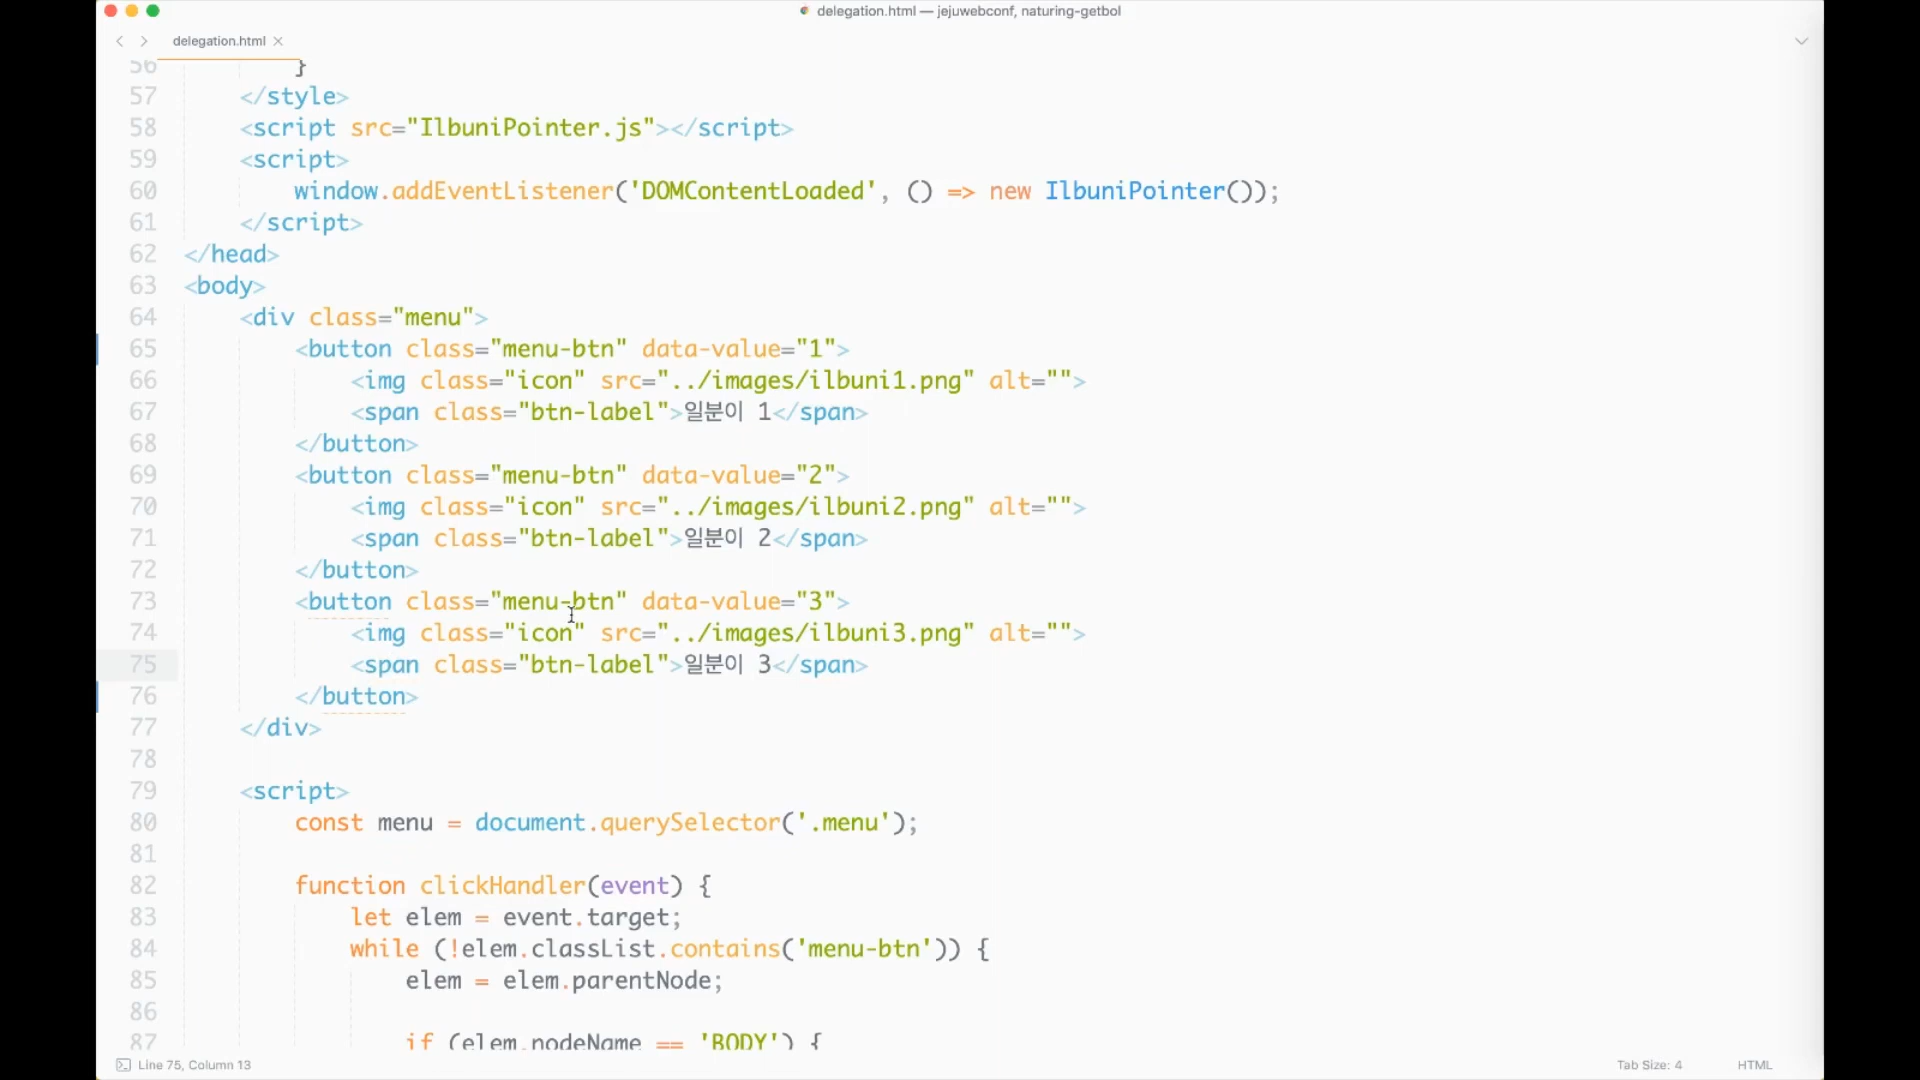 delegation.html — jejuwebconf, naturing-getbol
delegation.html
56 }
57 </style>
58 <script src="IlbuniPointer.js"></script>
59 <script>
60 window.addEventListener('DOMContentLoaded', () => new IlbuniPointer());
61 </script>
62 </head>
63 <body>
64 <div class="menu">
65 <button class="menu-btn" data-value="1">
66 <img class="icon" src="../images/ilbuni1.png" alt="">
67 <span class="btn-label">일분이 1</span>
68 </button>
69 <button class="menu-btn" data-value="2">
70 <img class="icon" src="../images/ilbuni2.png" alt="">
71 <span class="btn-label">일분이 2</span>
72 </button>
73 <button class="menu-btn" data-value="3">
74 <img class="icon" src="../images/ilbuni3.png" alt="">
75 <span class="btn-label">일분이 3</span>
76 </button>
77 </div>
78
79 <script>
80 const menu = document.querySelector('.menu');
81
82 function clickHandler(event) {
83 let elem = event.target;
84 while (!elem.classList.contains('menu-btn')) {
85 elem = elem.parentNode;
86
87 if (elem.nodeName == 'BODY') {
Line 75, Column 13
Tab Size: 4
HTML